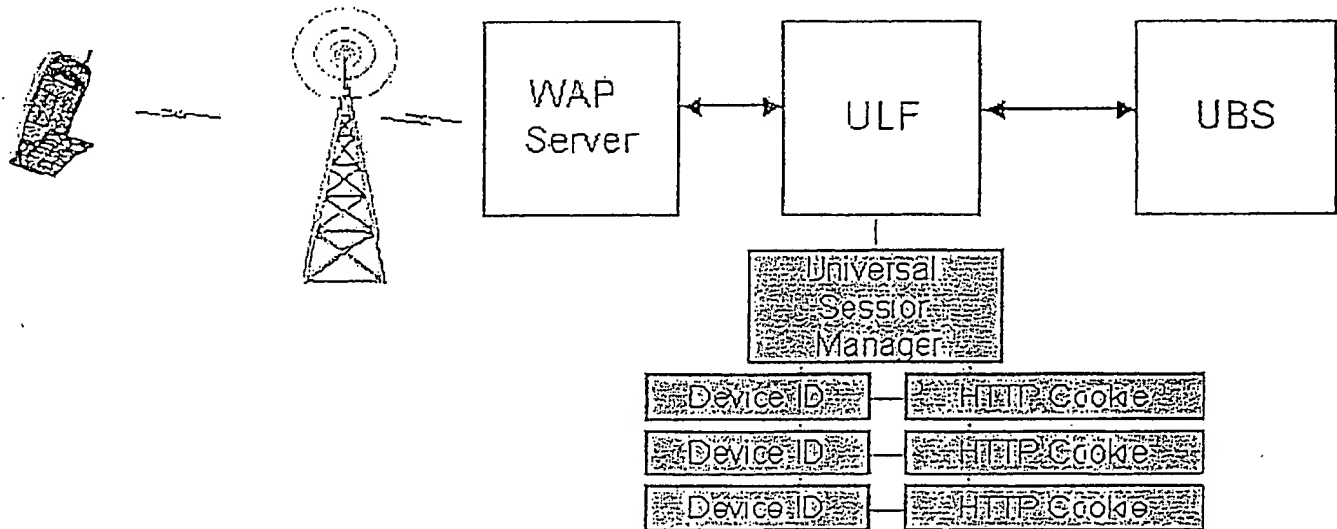 WAP
Server
ULF
UBS
Universal
Session
Manager
Device ID
HTTP Cookie
Device ID
HTTP Cookie
Device ID
HTTP Cookie